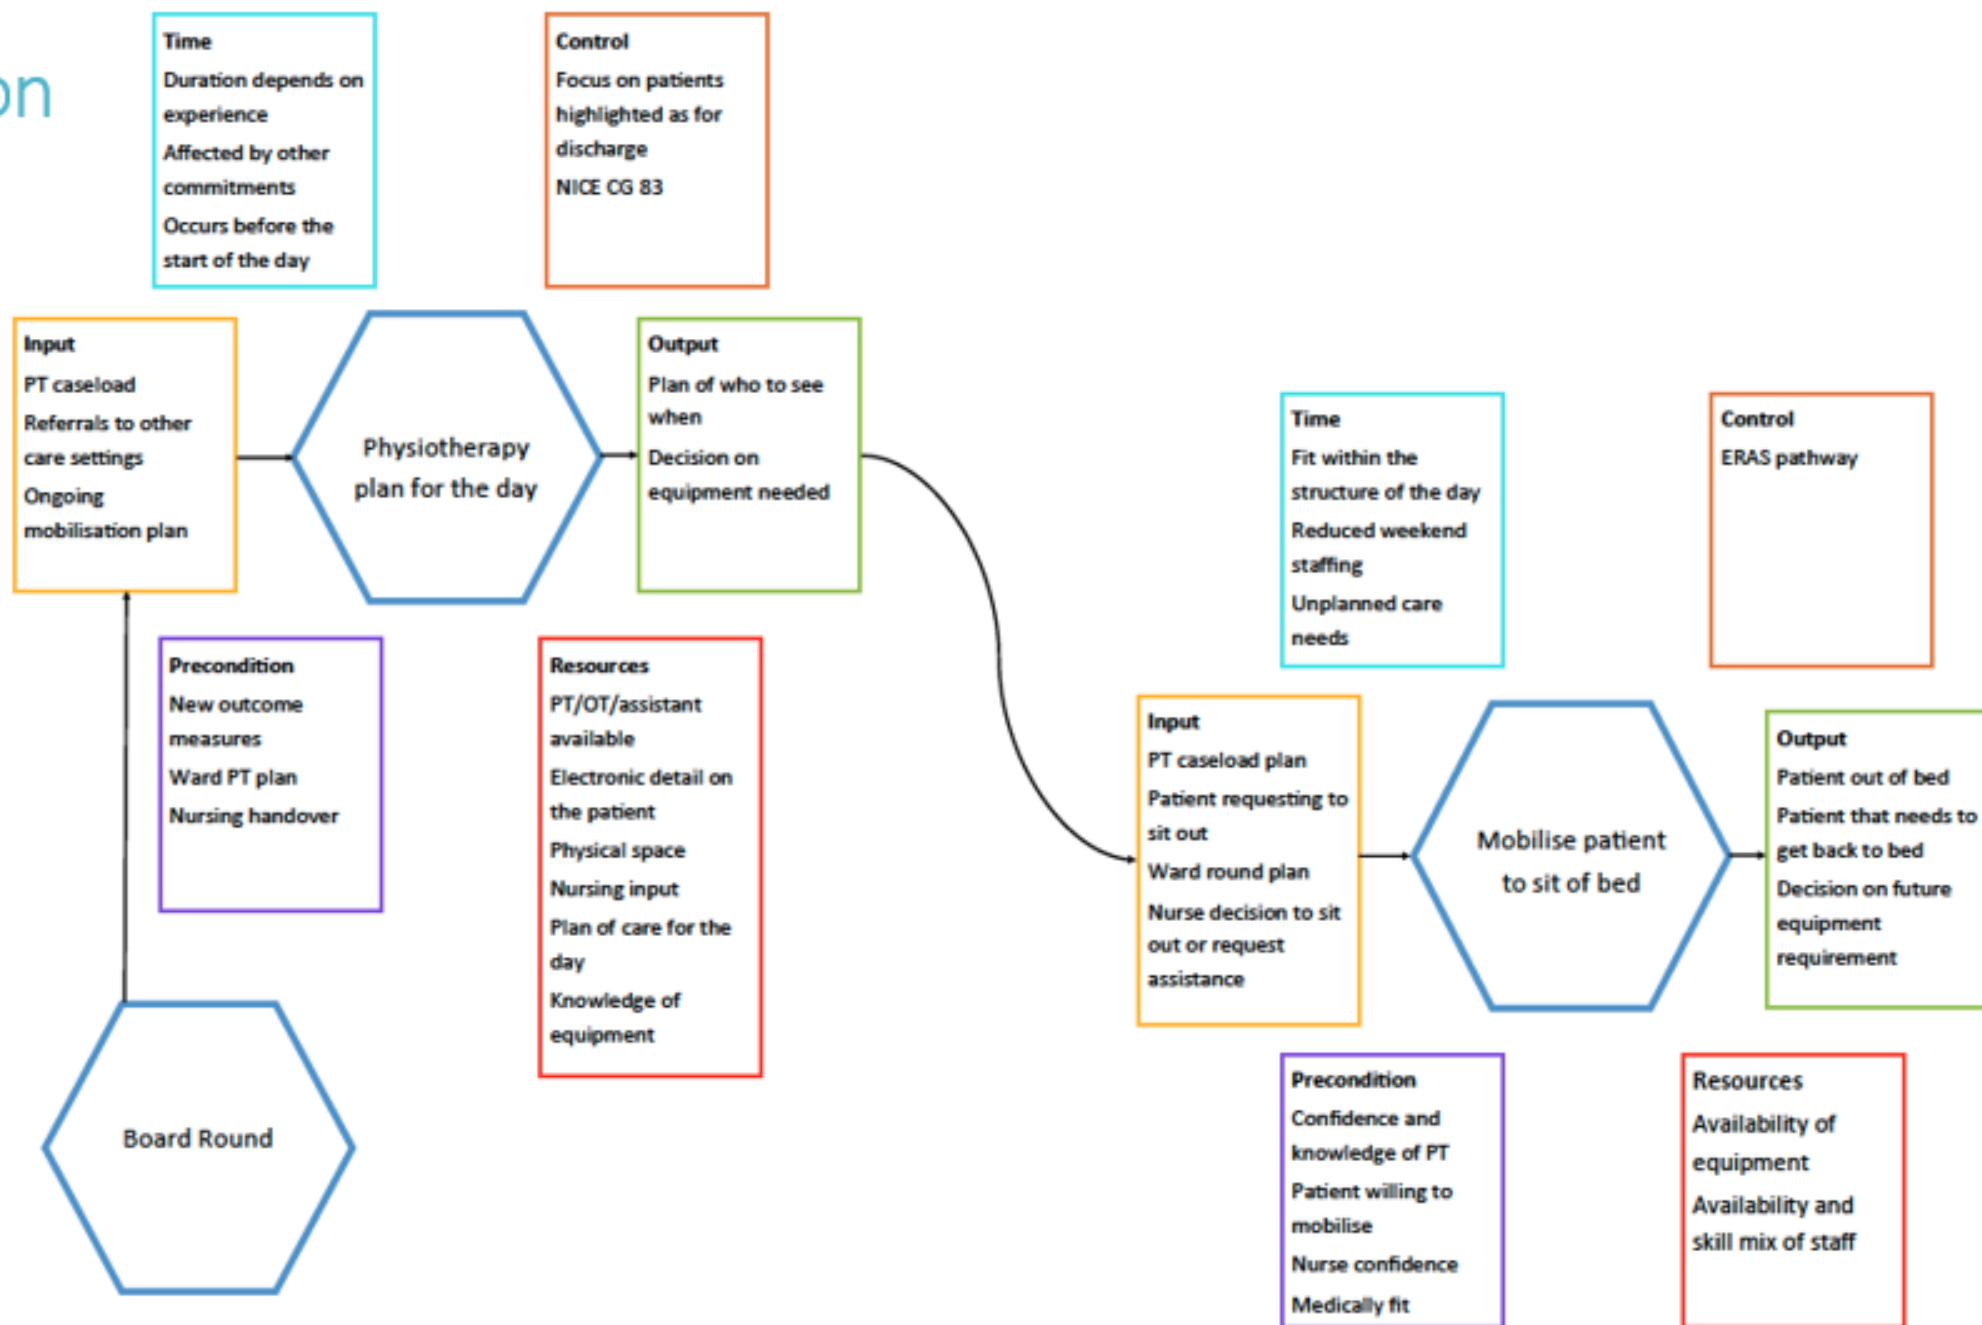 on
Time
Duration depends on
experience
Affected by other
commitments
Occurs before the
start of the day
Control
Focus on patients
highlighted as for
discharge
NICE CG 83
Input
PT caseload
Referrals to other
care settings
Ongoing
mobilisation plan
Physiotherapy
plan for the day
Output
Plan of who to see
when
Decision on
equipment needed
Precondition
New outcome
measures
Ward PT plan
Nursing handover
Resources
PT/OT/assistant
available
Electronic detail on
the patient
Physical space
Nursing input
Plan of care for the
day
Knowledge of
equipment
Board Round
Time
Fit within the
structure of the day
Reduced weekend
staffing
Unplanned care
needs
Control
ERAS pathway
Input
PT caseload plan
Patient requesting to
sit out
Ward round plan
Nurse decision to sit
out or request
assistance
Mobilise patient
to sit of bed
Output
Patient out of bed
Patient that needs to
get back to bed
Decision on future
equipment
requirement
Precondition
Confidence and
knowledge of PT
Patient willing to
mobilise
Nurse confidence
Medically fit
Resources
Availability of
equipment
Availability and
skill mix of staff